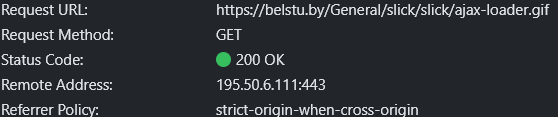 Request URL: https://belstu.by/General/slick/slick/ajax-loader.gif
Request Method: GET
Status Code: 200 OK
Remote Address: 195.50.6.111:443
Referrer Policy: strict-origin-when-cross-origin